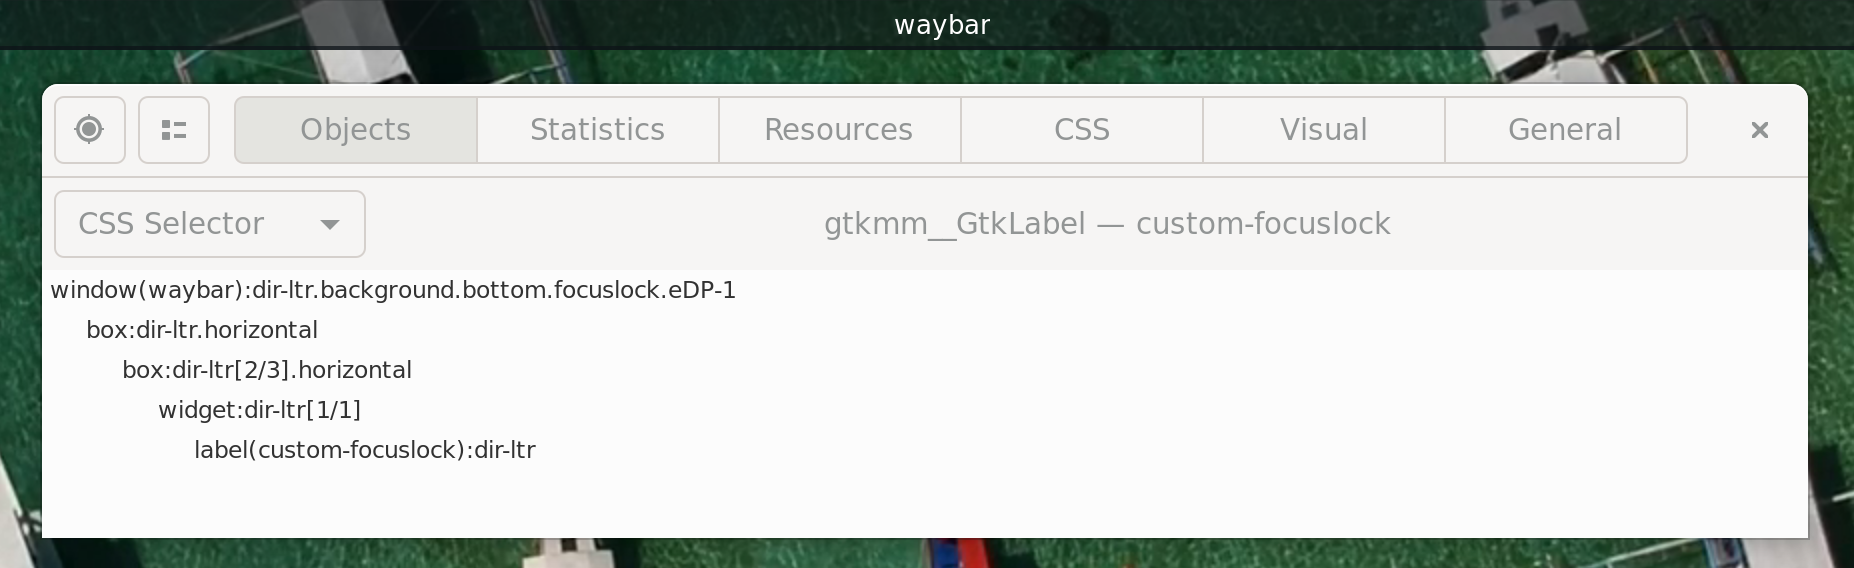 waybar
Objects Statistics Resources CSS Visual General
CSS Selector gtkmm__GtkLabel — custom-focuslock
window(waybar):dir-ltr.background.bottom.focuslock.eDP-1
box:dir-ltr.horizontal
box:dir-ltr[2/3].horizontal
widget:dir-ltr[1/1]
label(custom-focuslock):dir-ltr